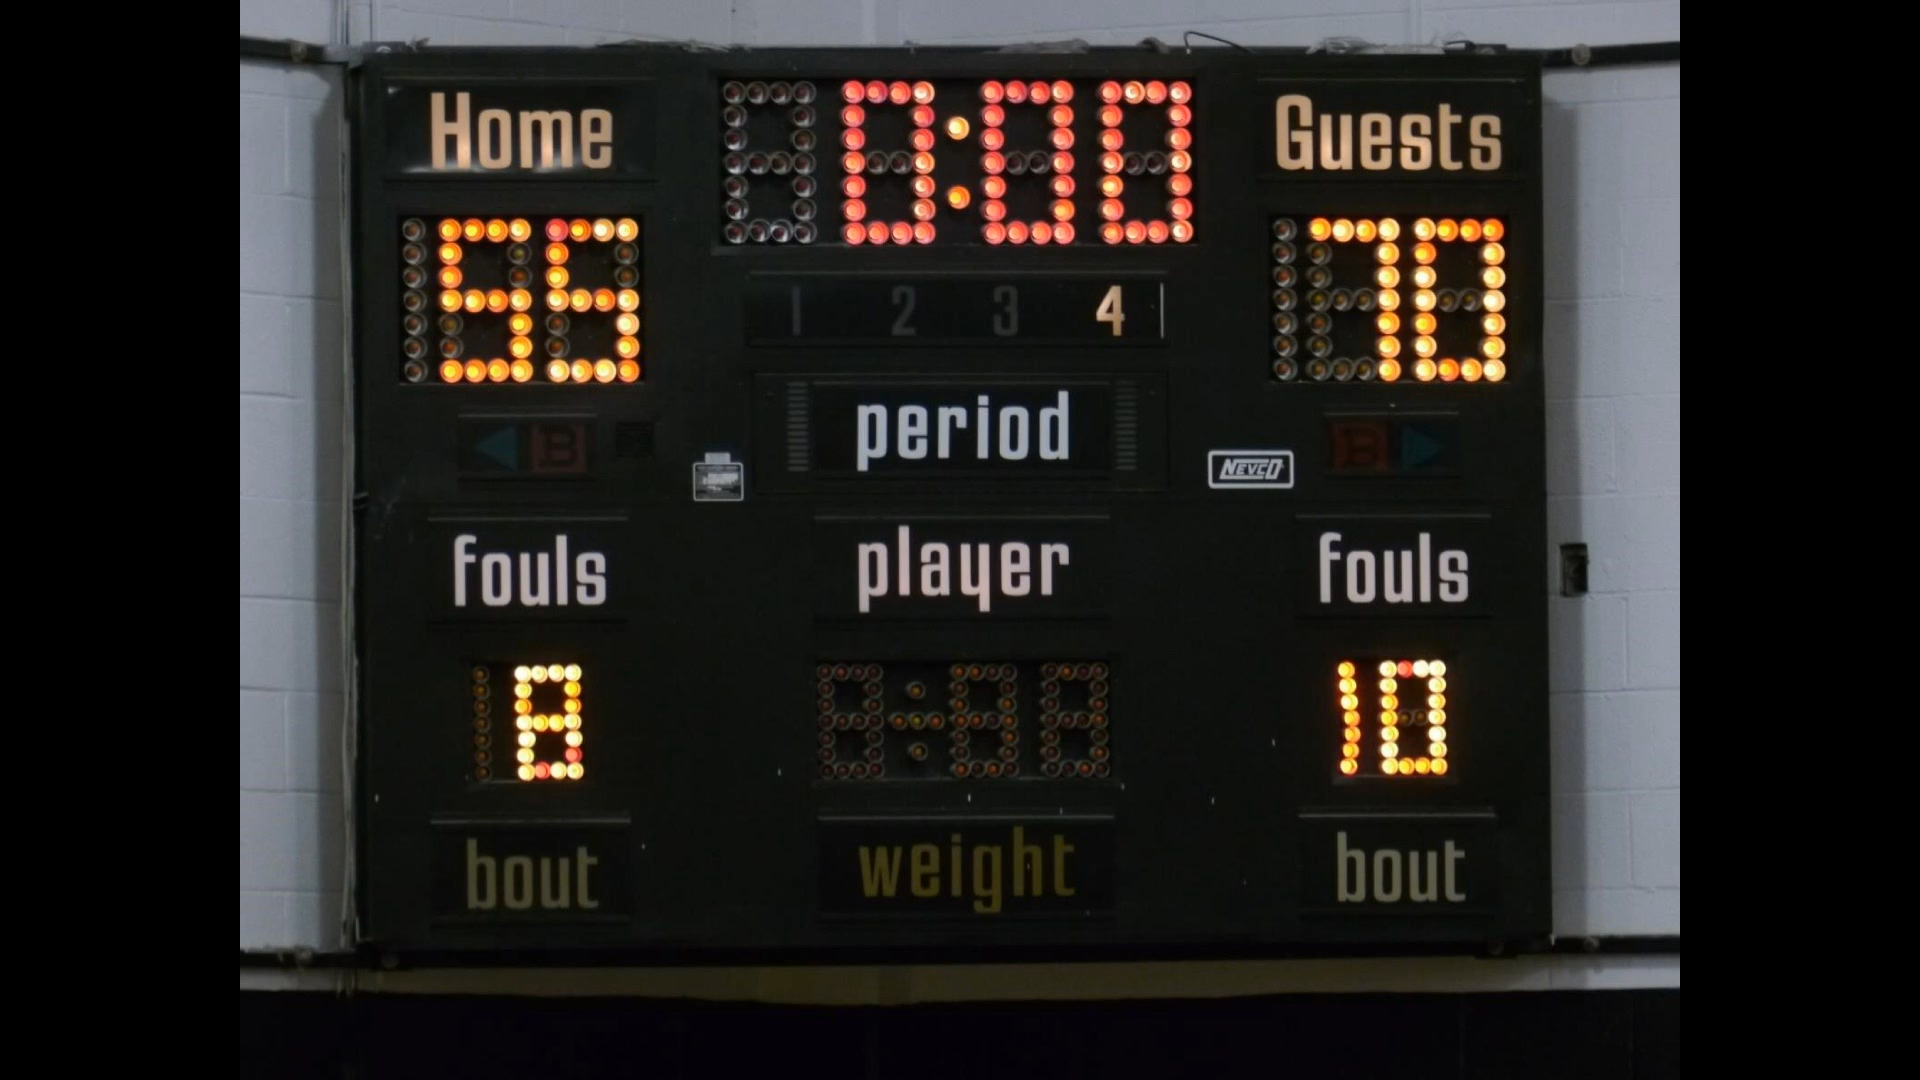 Home
0:00
Guests
55
1 2 3 4
70
period
B
B
NEVCO
fouls
player
fouls
8
10
bout
weight
bout